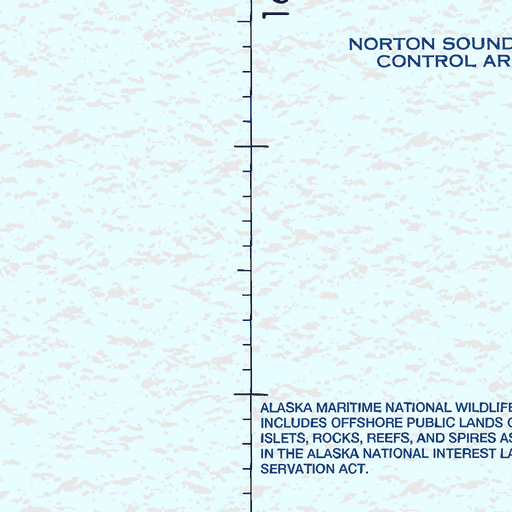 NORTON SOUND
CONTROL AR
ALASKA MARITIME NATIONAL WILDLIFE
INCLUDES OFFSHORE PUBLIC LANDS
ISLETS, ROCKS, REEFS, AND SPIRES AS
IN THE ALASKA NATIONAL INTEREST LA
SERVATION ACT.